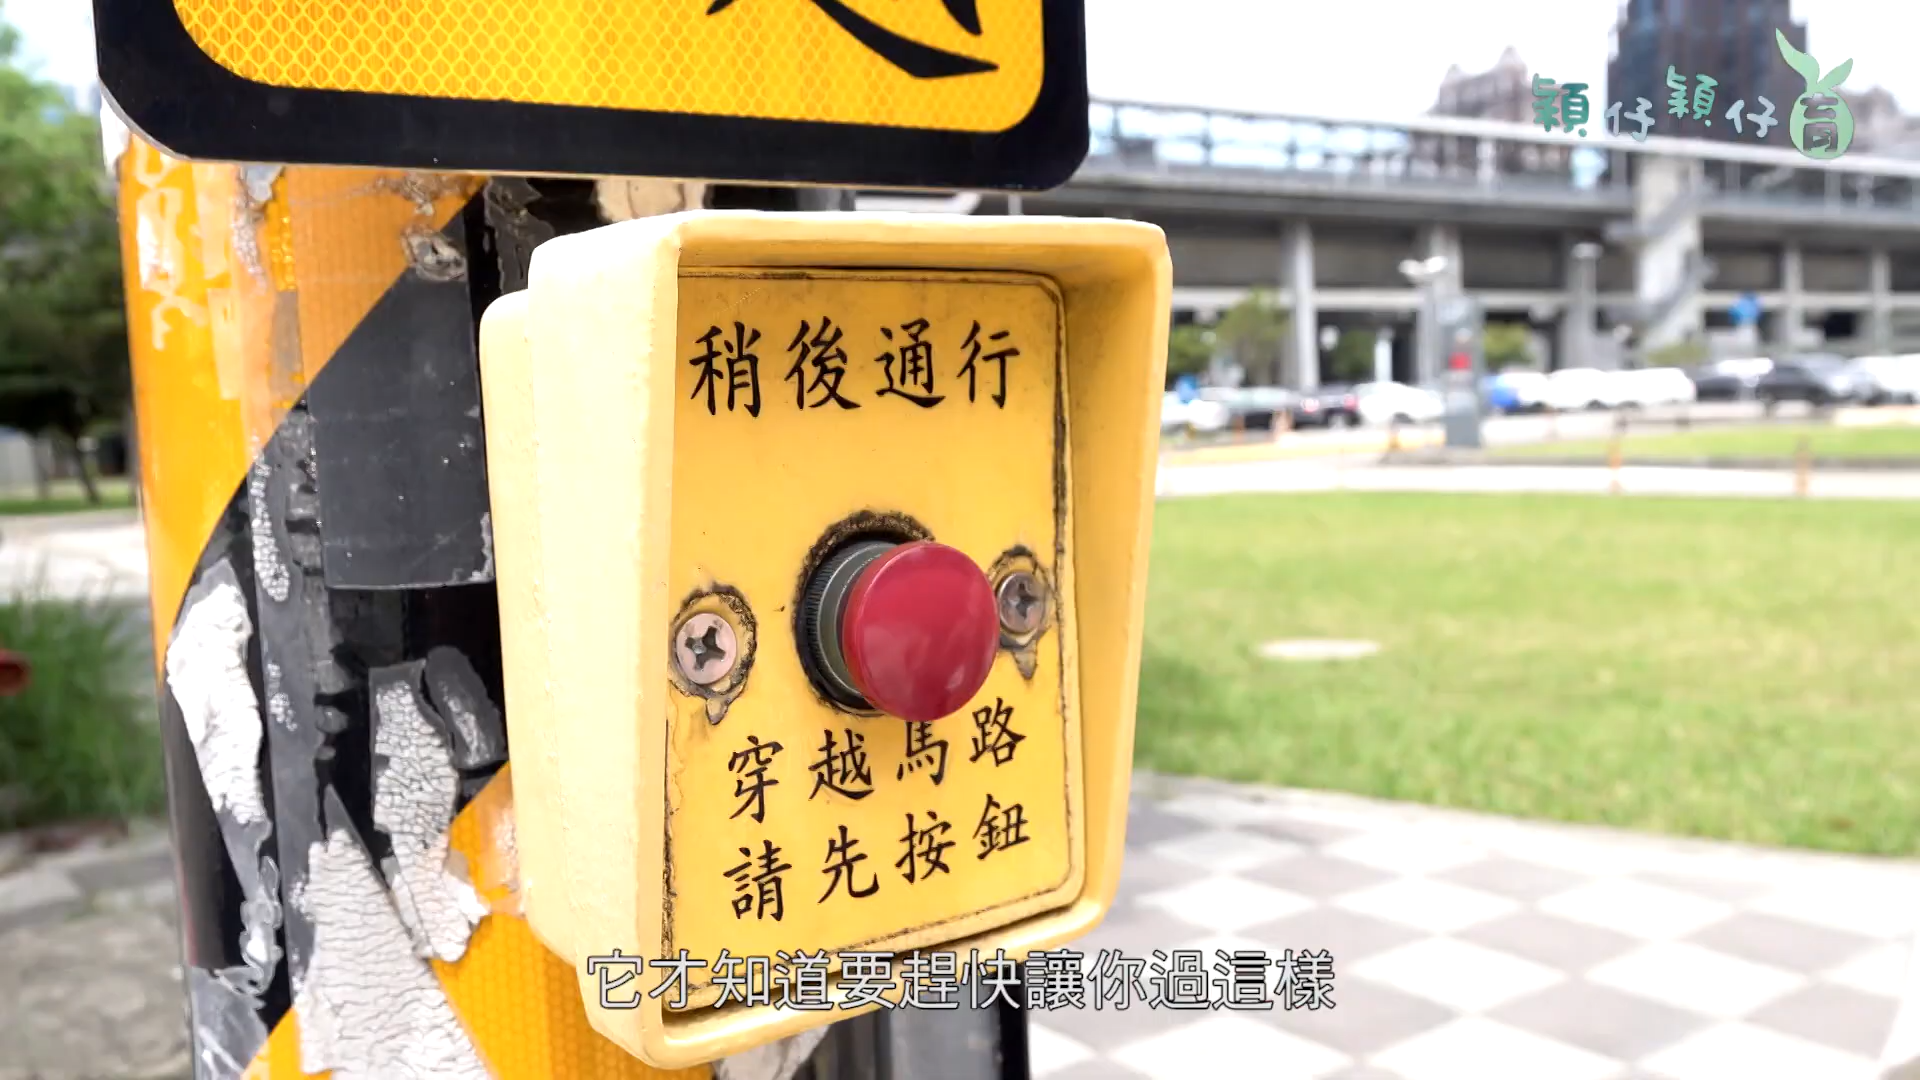 穎仔穎仔育
稍後通行
穿越馬路
請先按鈕
它才知道要趕快讓你過這樣